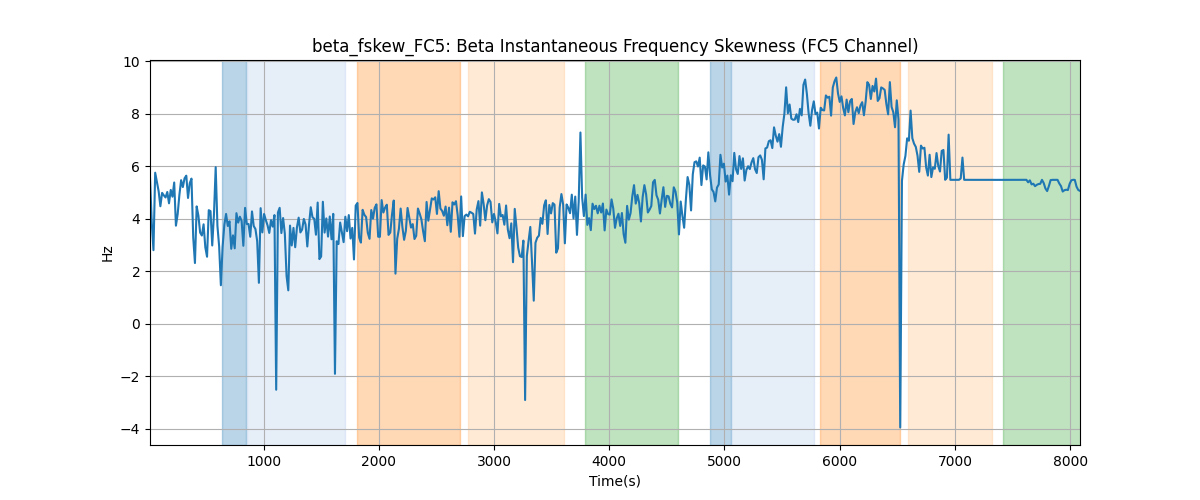 beta_fskew_FC5: Beta Instantaneous Frequency Skewness (FC5 Channel)
10
8
6
4
2
0
−2
−4
Hz
1000 2000 3000 4000 5000 6000 7000 8000
Time(s)